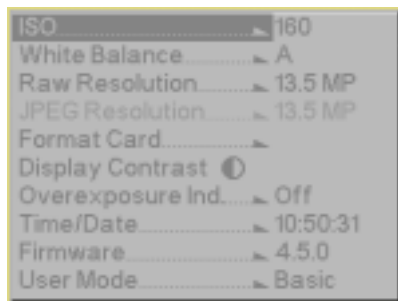 ISO 160
White Balance A
Raw Resolution 13.5 MP
JPEG Resolution 13.5 MP
Format Card
Display Contrast
Overexposure Ind. Off
Time/Date 10:50:31
Firmware 4.5.0
User Mode Basic